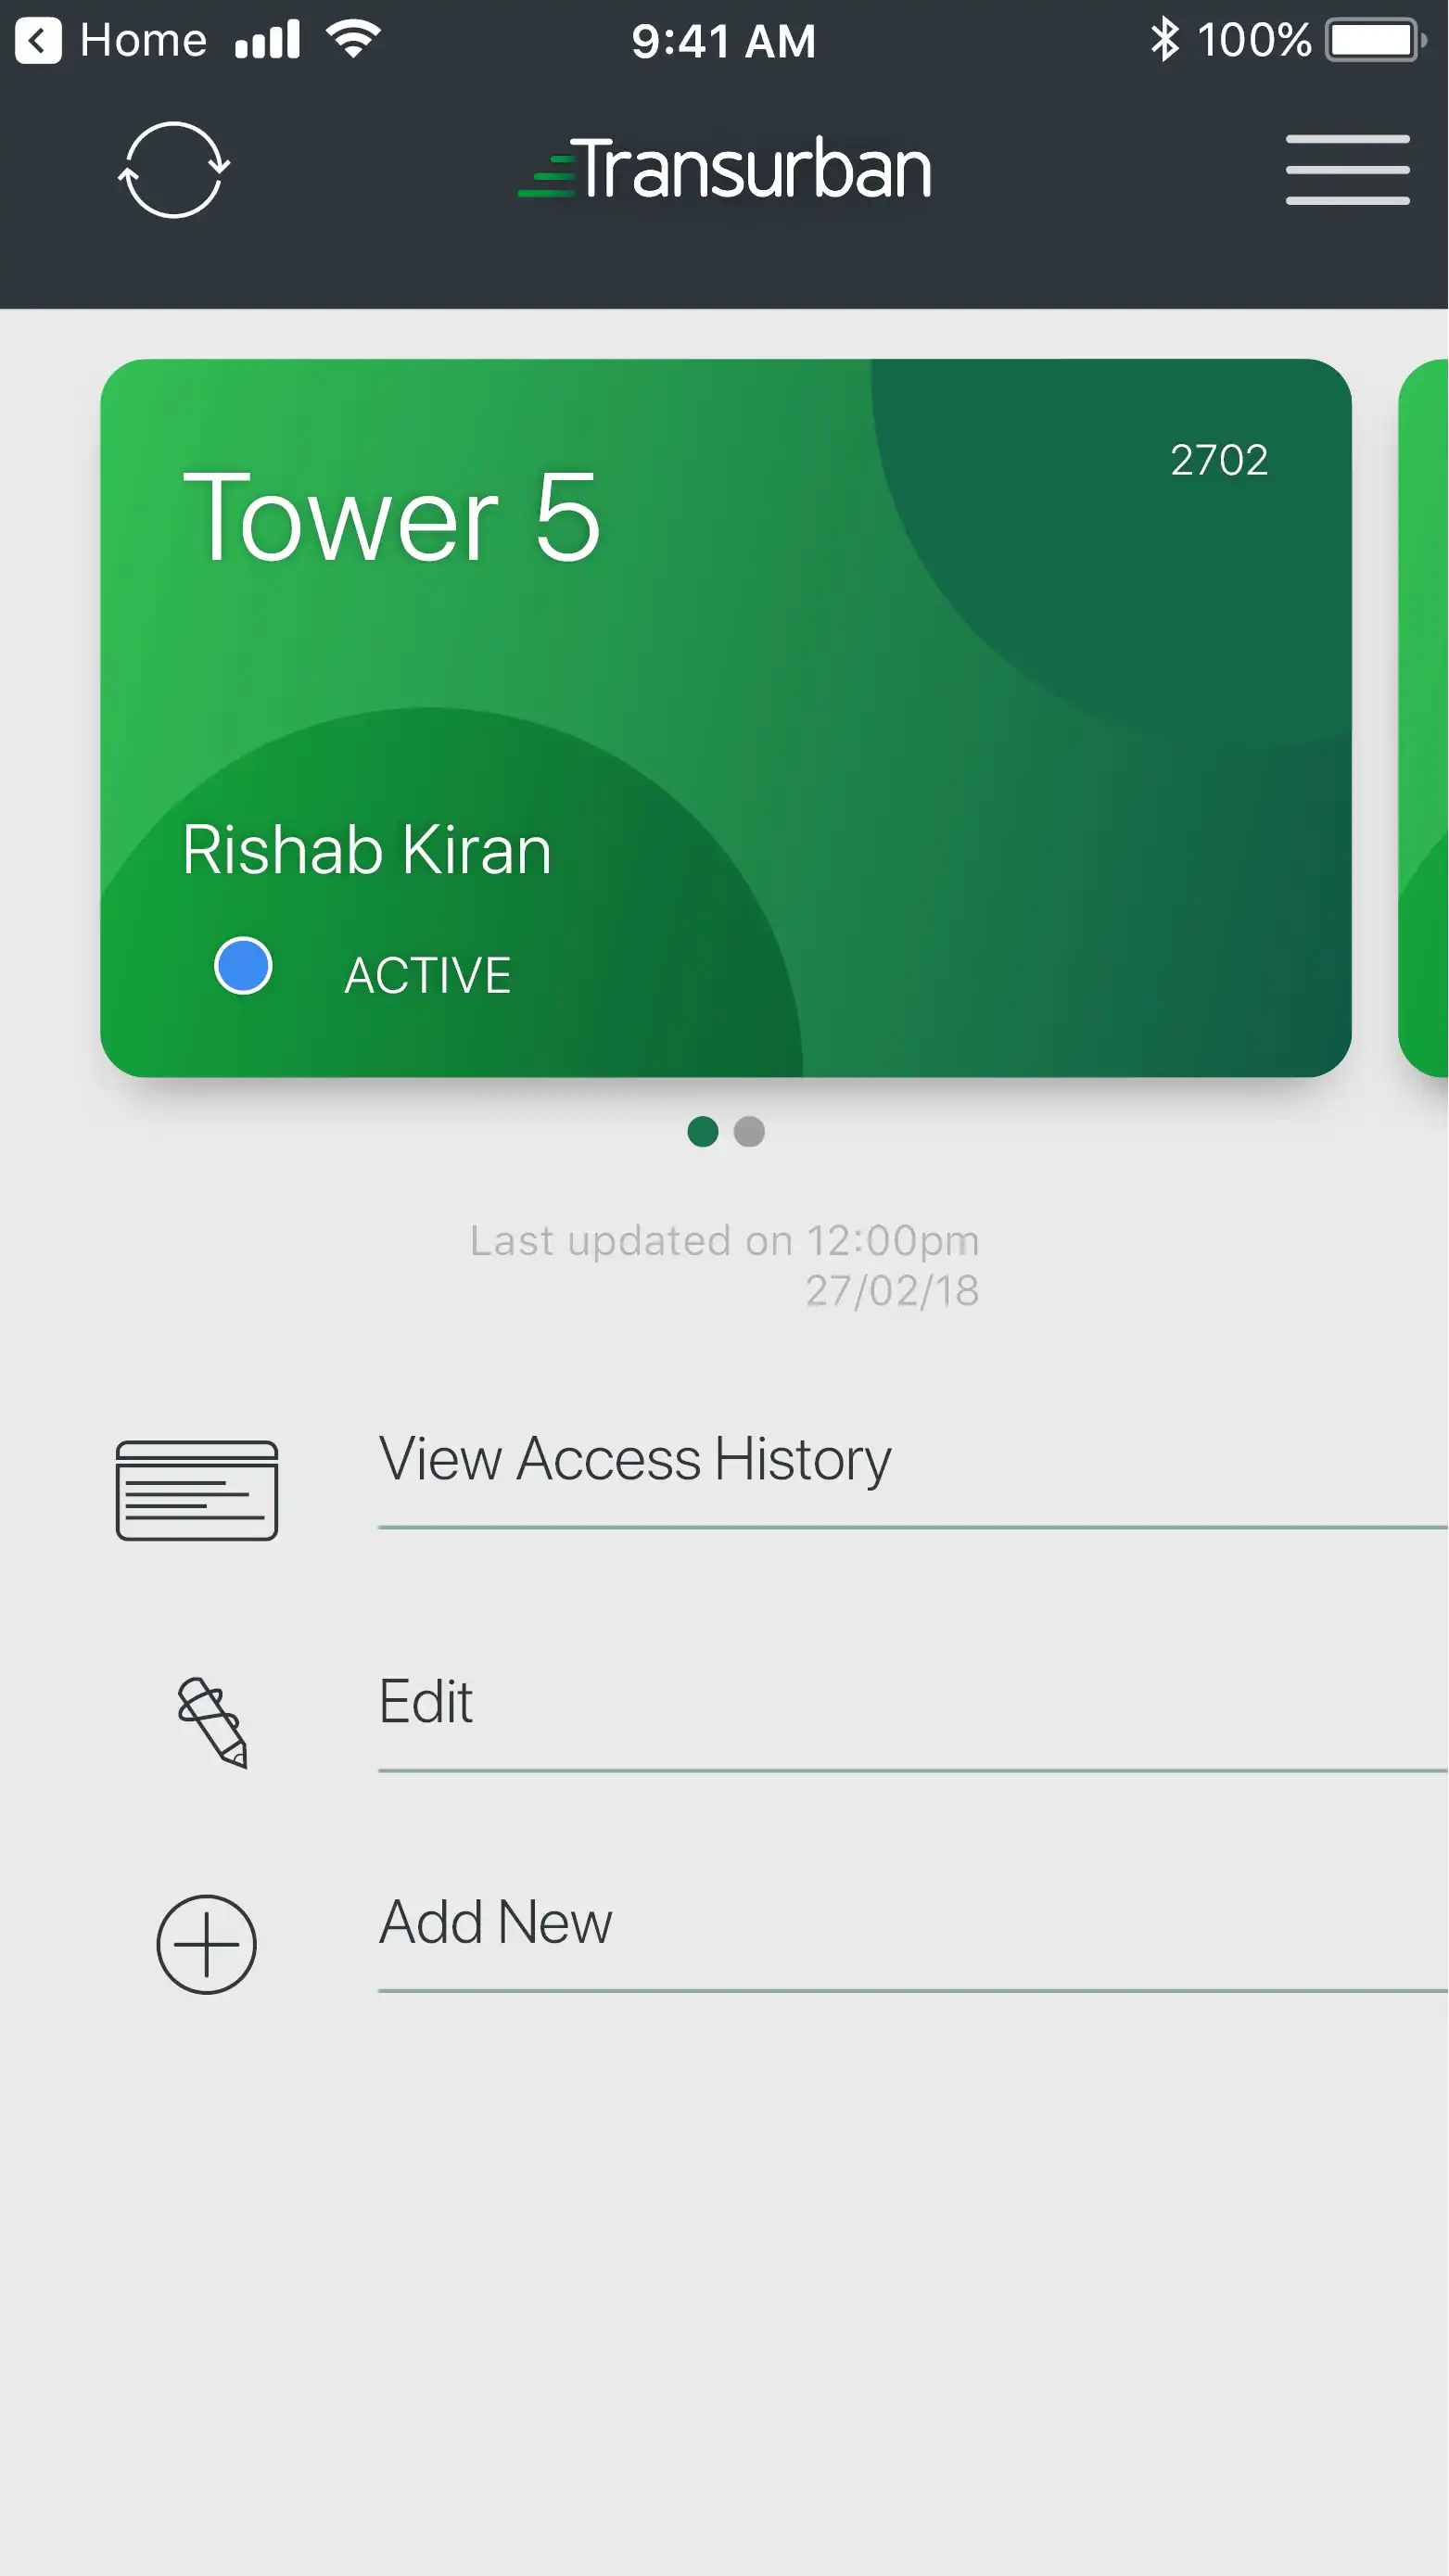 Home 9:41 AM 100%
Transurban
2702
Tower 5
Rishab Kiran
ACTIVE
Last updated on 12:00pm
27/02/18
View Access History
Edit
Add New